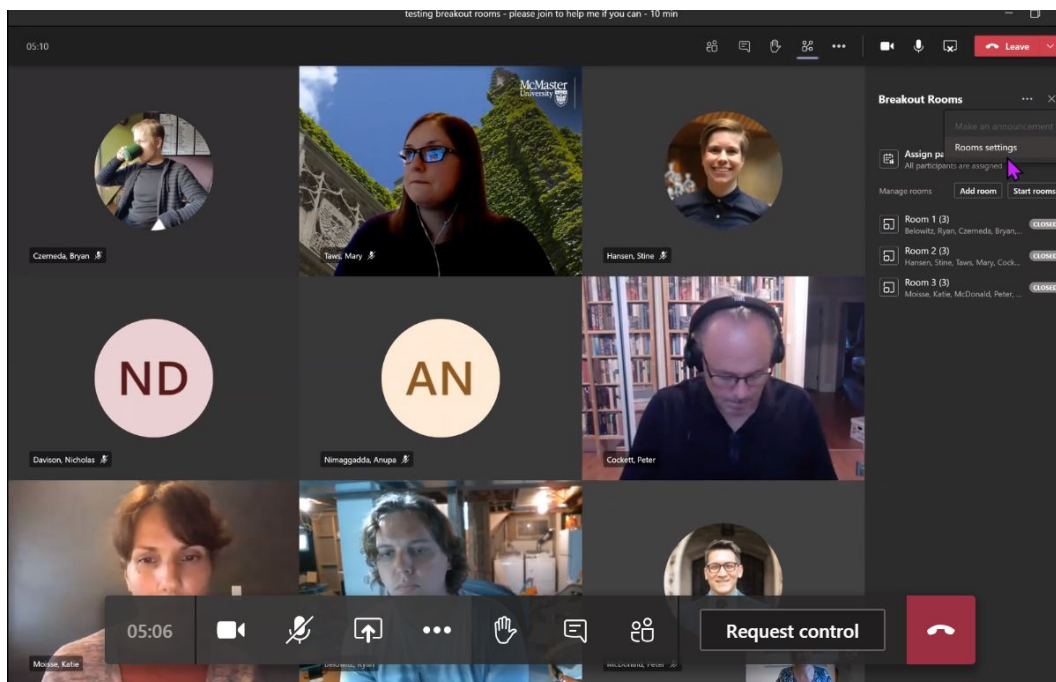 testing breakout rooms - please join to help me if you can - 10 min
05:10
Leave
McMaster
University
Breakout Rooms
Make an announcement
Rooms settings
Assign pa
All participants are assigned
Manage rooms
Add room
Start rooms
Room 1 (3)
CLOSED
Belowitz, Ryan, Czerneda, Bryan,...
Room 2 (3)
CLOSED
Hansen, Stine, Taws, Mary, Cock...
Room 3 (3)
CLOSED
Moisse, Katie, McDonald, Peter, ...
Czerneda, Bryan
Taws, Mary
Hansen, Stine
ND
AN
Davison, Nicholas
Nimaggadda, Anupa
Cockett, Peter
05:06
Request control
Moisse, Katie
Belowitz, Ryan
McDonald, Peter